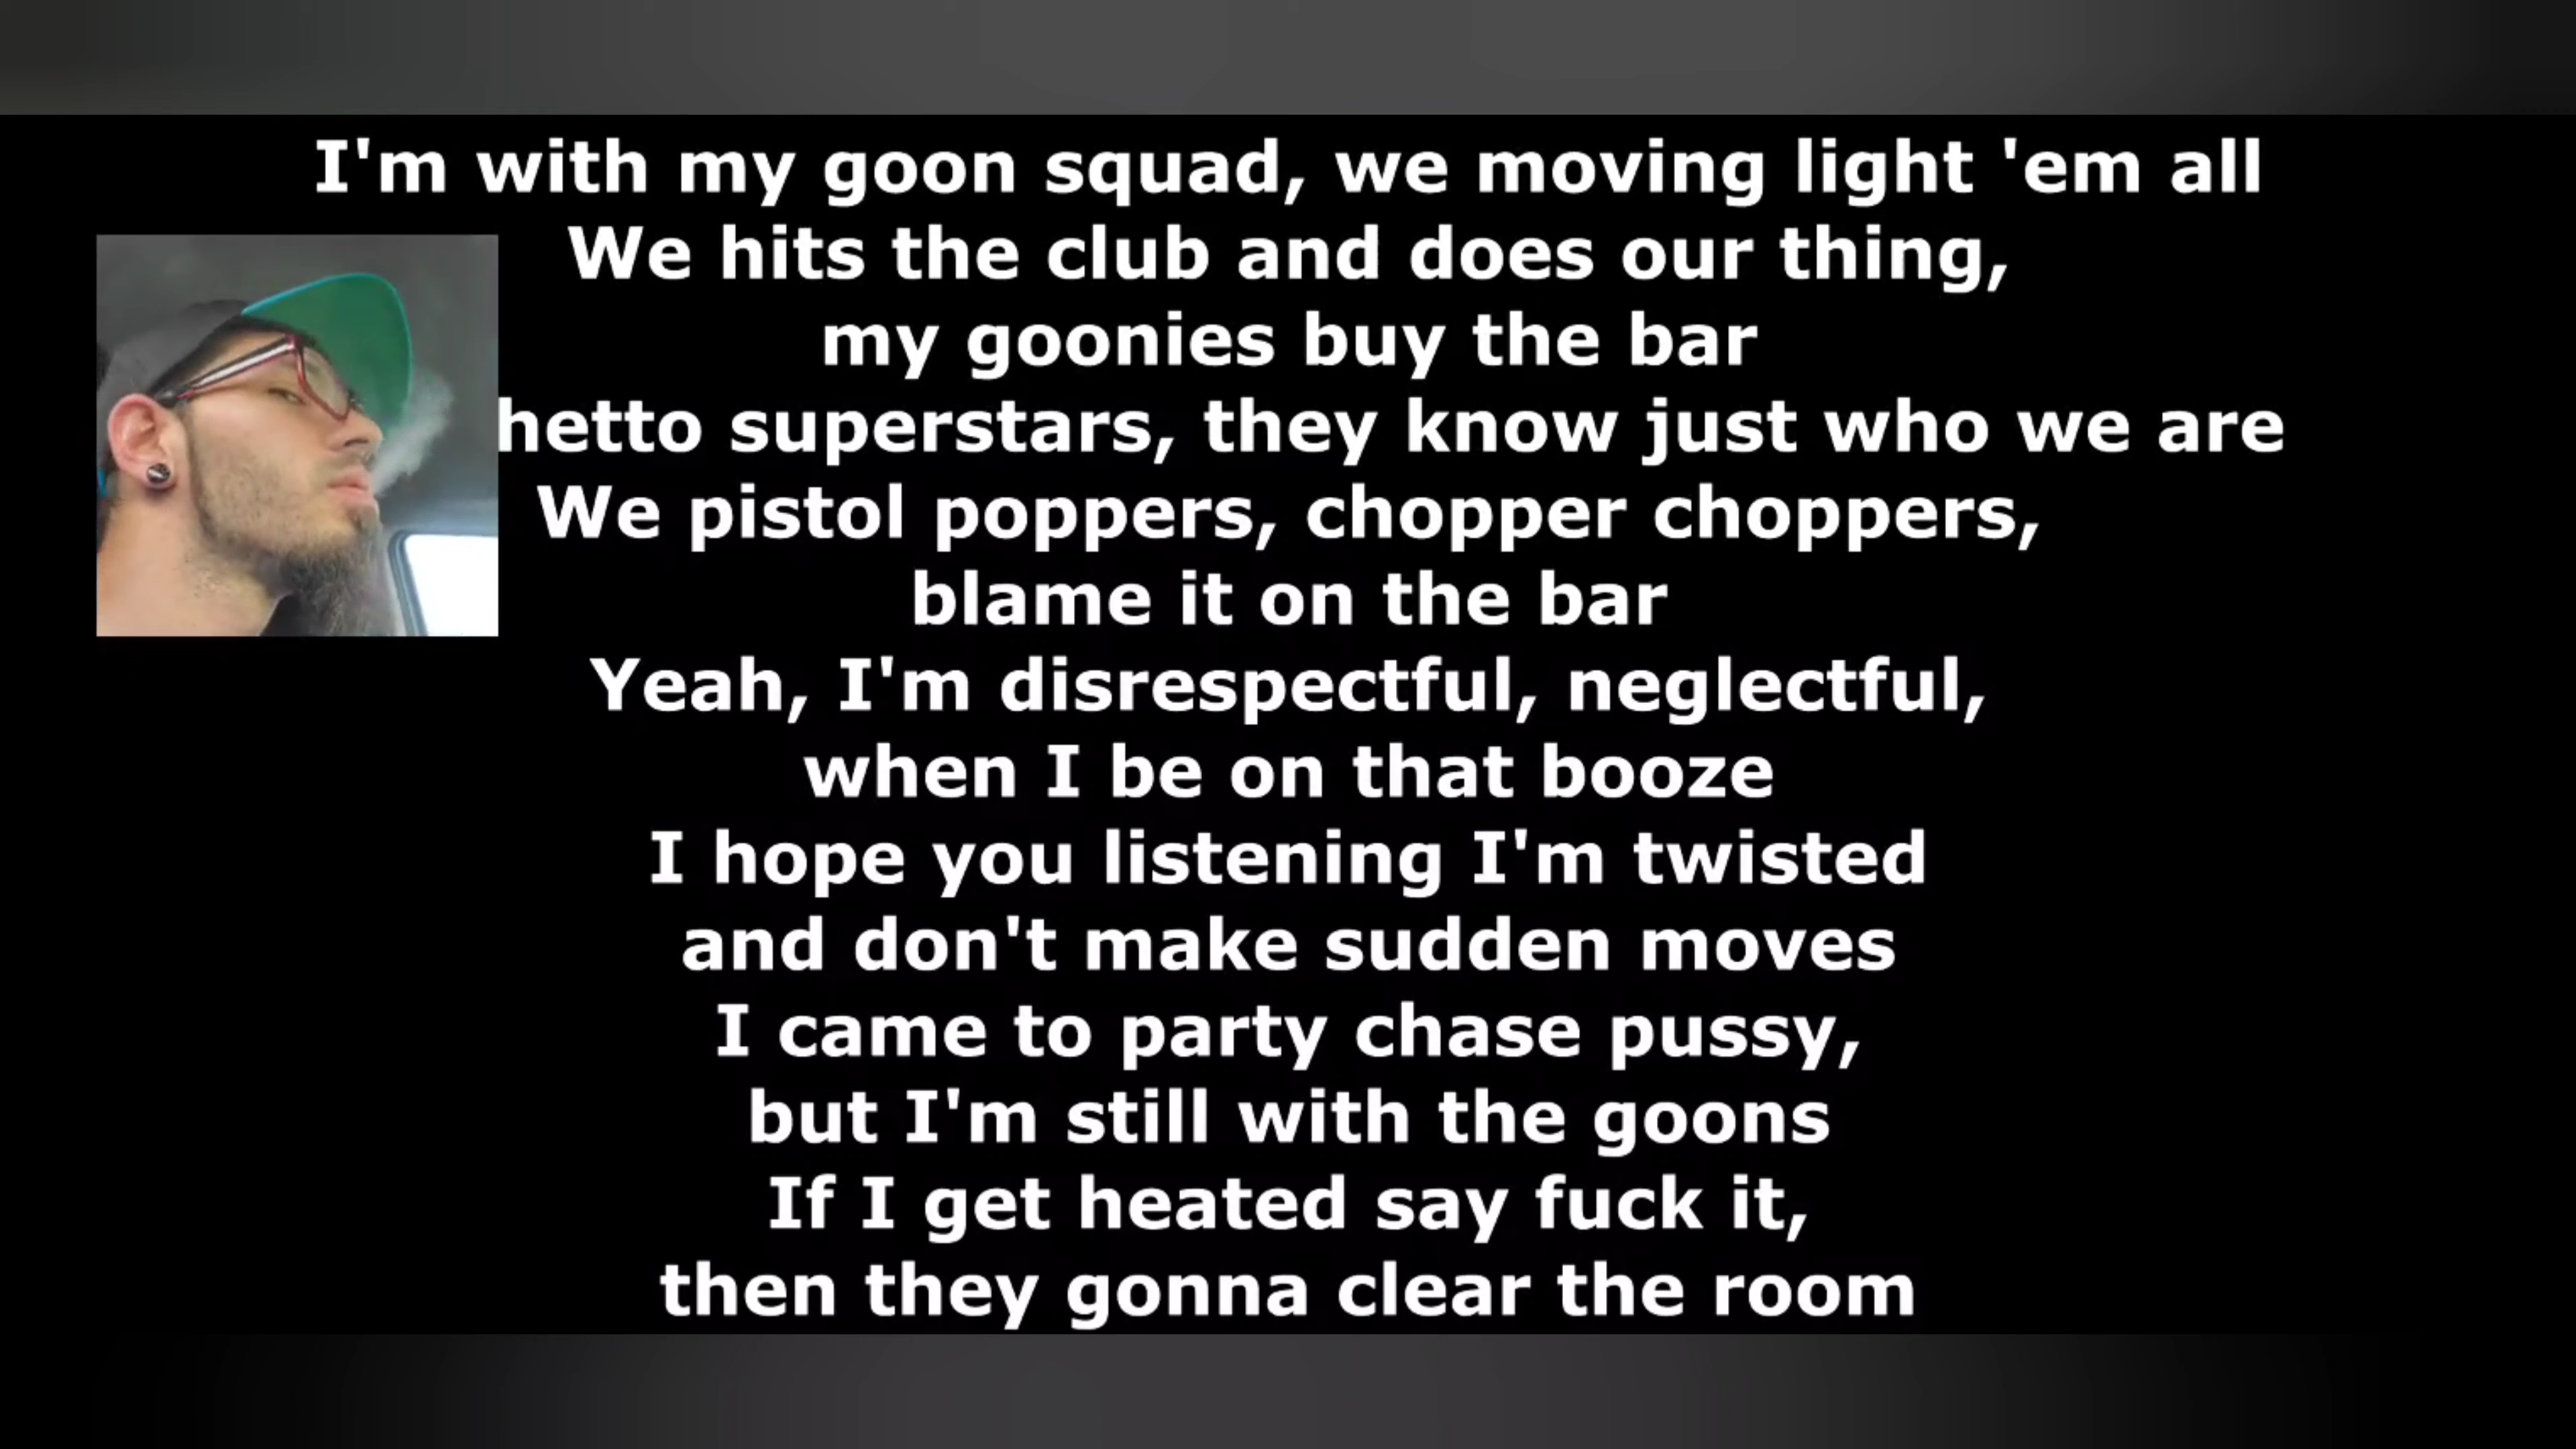 I'm with my goon squad, we moving light 'em all
We hits the club and does our thing,
my goonies buy the bar
hetto superstars, they know just who we are
We pistol poppers, chopper choppers,
blame it on the bar
Yeah, I'm disrespectful, neglectful,
when I be on that booze
I hope you listening I'm twisted
and don't make sudden moves
I came to party chase pussy,
but I'm still with the goons
If I get heated say fuck it,
then they gonna clear the room